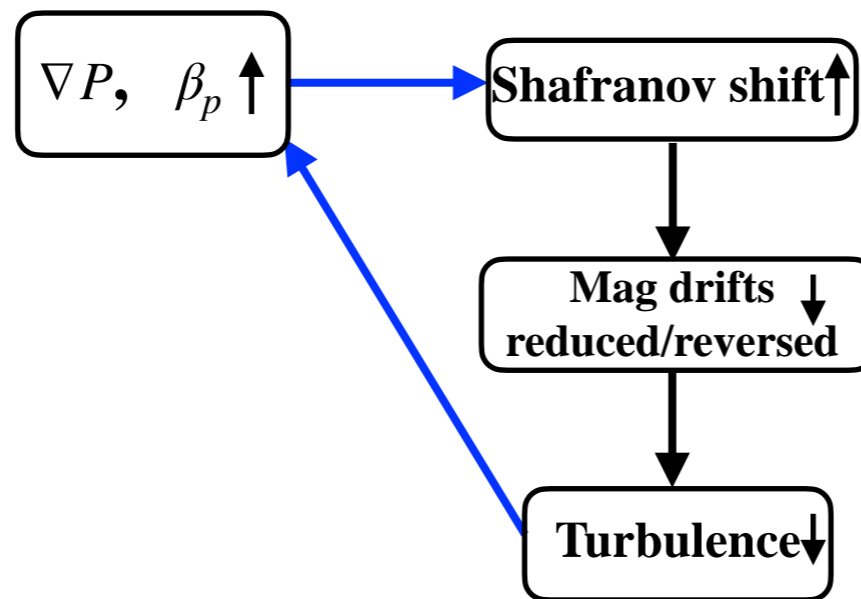 ∇P, β_p ↑
Shafranov shift ↑
Mag drifts ↓
reduced/reversed
Turbulence ↓